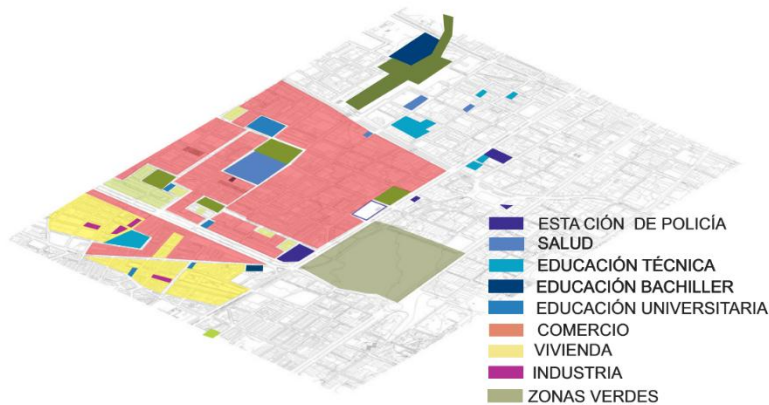 ESTACIÓN DE POLICÍA
SALUD
EDUCACIÓN TÉCNICA
EDUCACIÓN BACHILLER
EDUCACIÓN UNIVERSITARIA
COMERCIO
VIVIENDA
INDUSTRIA
ZONAS VERDES